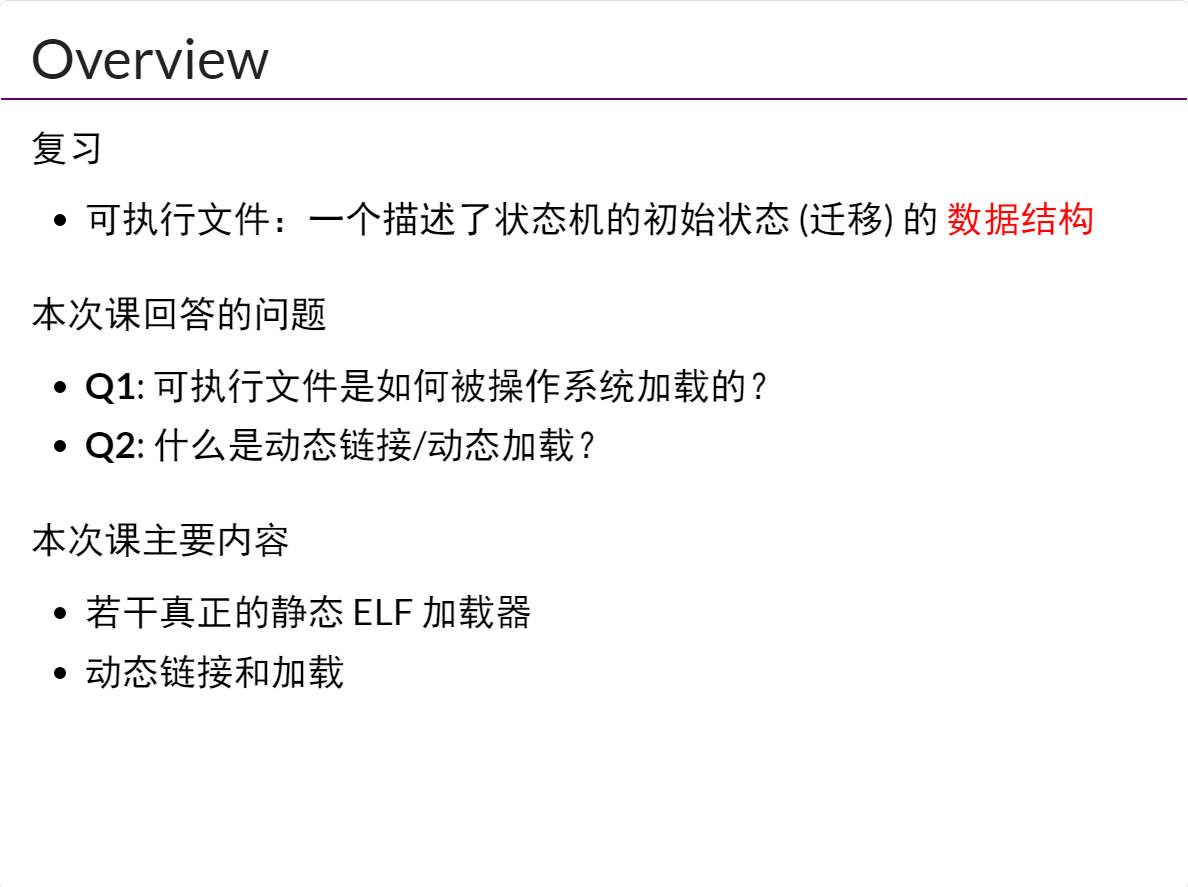 Overview
复习
• 可执行文件：一个描述了状态机的初始状态 (迁移) 的 数据结构
本次课回答的问题
• Q1: 可执行文件是如何被操作系统加载的？
• Q2: 什么是动态链接/动态加载？
本次课主要内容
• 若干真正的静态 ELF 加载器
• 动态链接和加载